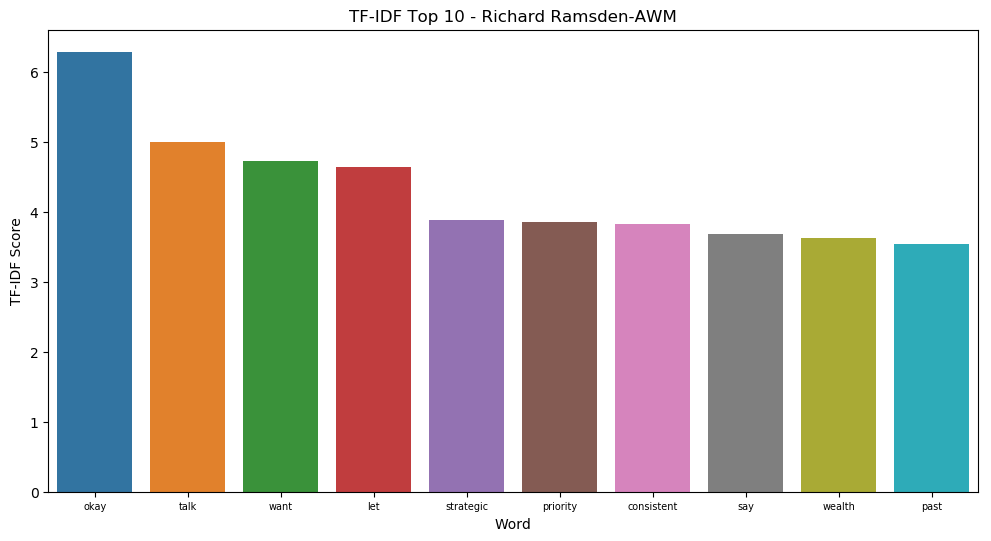 TF-IDF Top 10 - Richard Ramsden-AWM
TF-IDF Score
6
5
4
3
2
1
0
okay talk want let strategic priority consistent say wealth past
Word